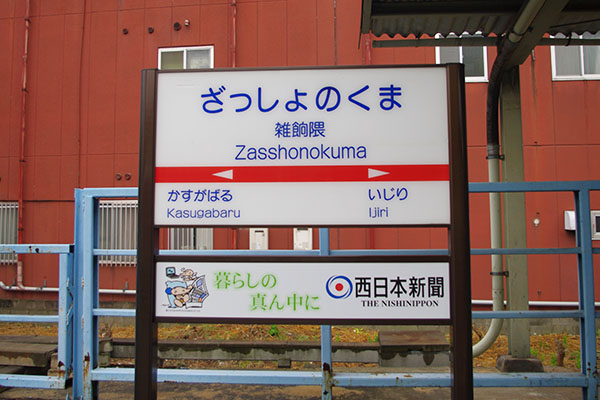 ざっしょのくま
雑餉隈
Zasshonokuma
かすがばる
Kasugabaru
いじり
Ijiri
暮らしの
真ん中に
西日本新聞
THE NISHINIPPON